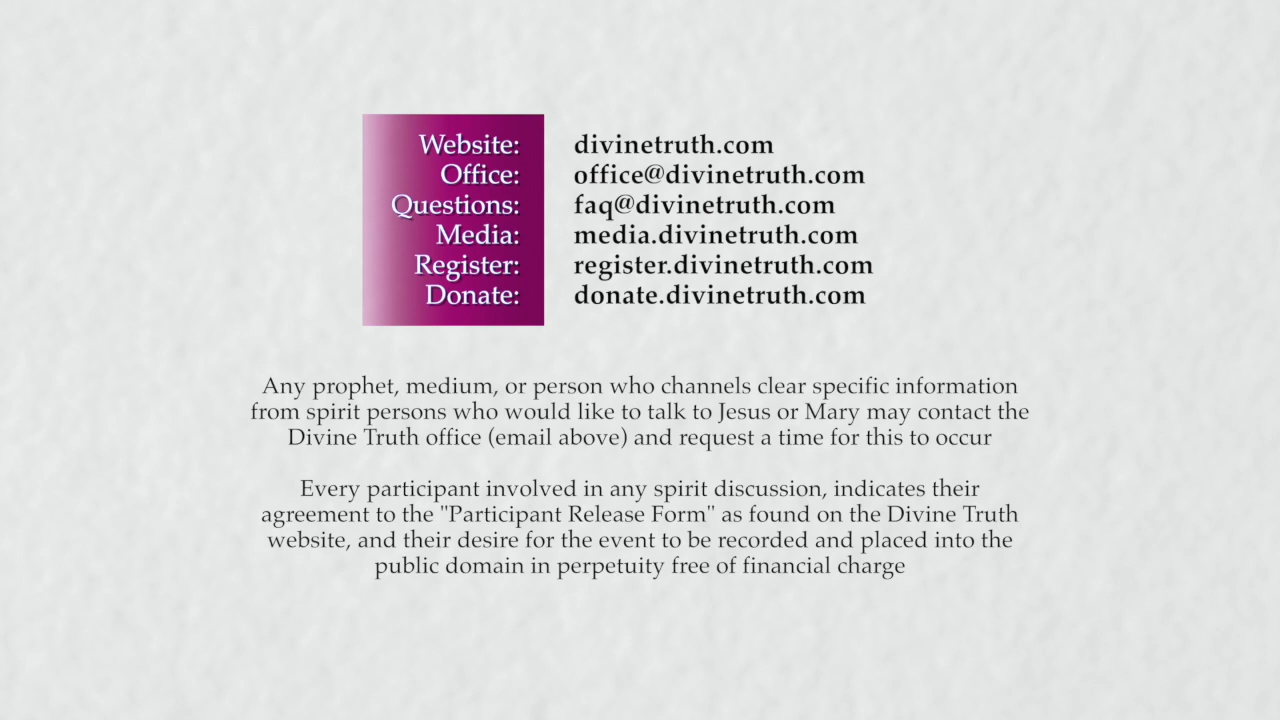 Website: divinetruth.com
Office: office@divinetruth.com
Questions: faq@divinetruth.com
Media: media.divinetruth.com
Register: register.divinetruth.com
Donate: donate.divinetruth.com
Any prophet, medium, or person who channels clear specific information
from spirit persons who would like to talk to Jesus or Mary may contact the
Divine Truth office (email above) and request a time for this to occur
Every participant involved in any spirit discussion, indicates their
agreement to the "Participant Release Form" as found on the Divine Truth
website, and their desire for the event to be recorded and placed into the
public domain in perpetuity free of financial charge